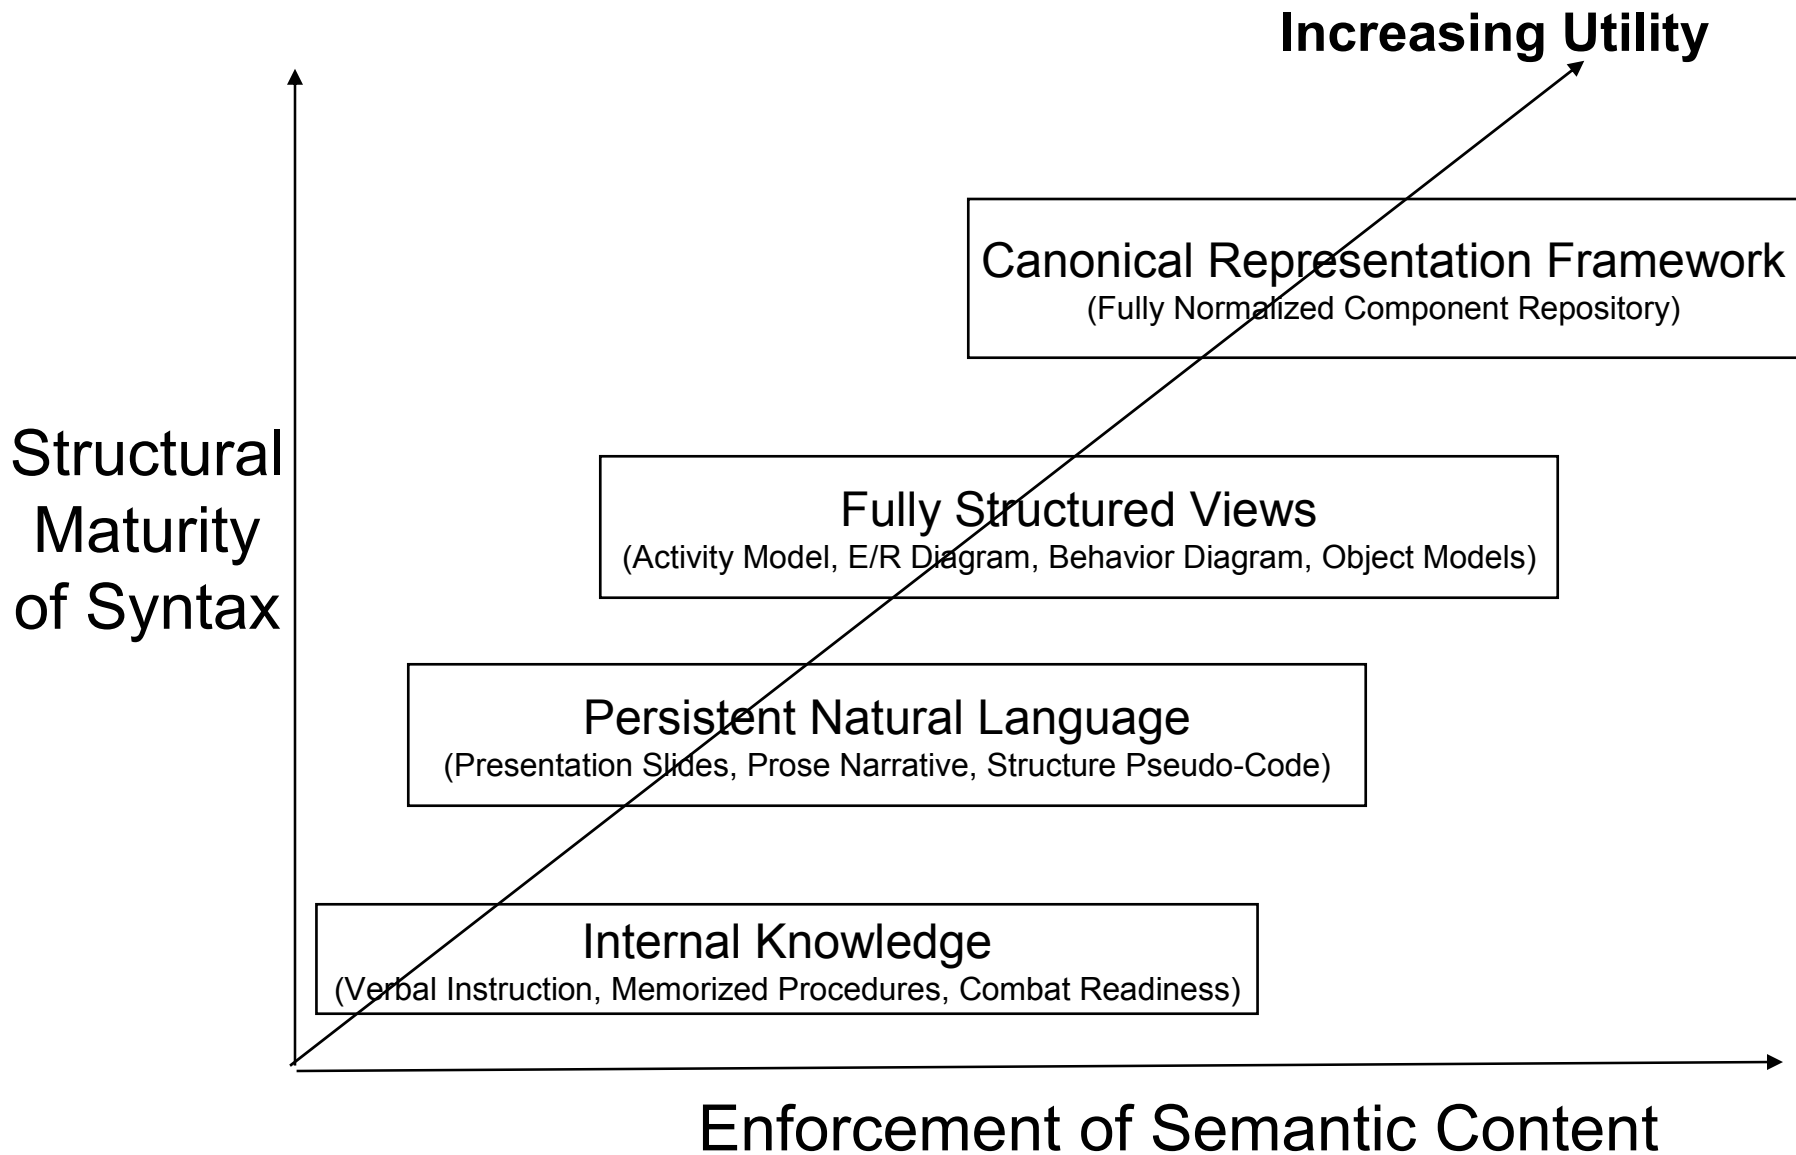 Increasing Utility
Canonical Representation Framework
(Fully Normalized Component Repository)
Structural
Maturity
of Syntax
Fully Structured Views
(Activity Model, E/R Diagram, Behavior Diagram, Object Models)
Persistent Natural Language
(Presentation Slides, Prose Narrative, Structure Pseudo-Code)
Internal Knowledge
(Verbal Instruction, Memorized Procedures, Combat Readiness)
Enforcement of Semantic Content